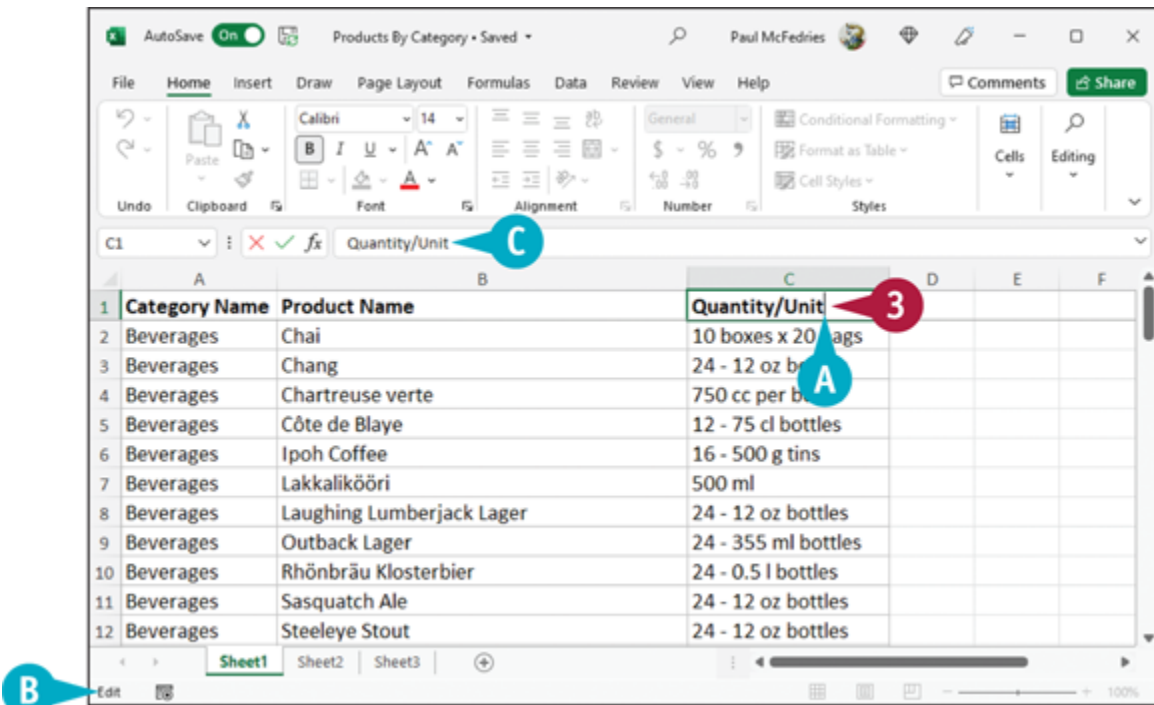 AutoSave On Products By Category • Saved Paul McFedries
File Home Insert Draw Page Layout Formulas Data Review View Help Comments Share
Calibri 14 General Conditional Formatting
Paste B I U A A $ % 9 Format as Table Cells Editing
A Cell Styles
Undo Clipboard Font Alignment Number Styles
C1 fx Quantity/Unit C
A B C D E F
1 Category Name Product Name Quantity/Unit 3
2 Beverages Chai 10 boxes x 20 ags
3 Beverages Chang 24 - 12 oz b
A
4 Beverages Chartreuse verte 750 cc per b
5 Beverages Côte de Blaye 12 - 75 cl bottles
6 Beverages Ipoh Coffee 16 - 500 g tins
7 Beverages Lakkalikööri 500 ml
8 Beverages Laughing Lumberjack Lager 24 - 12 oz bottles
9 Beverages Outback Lager 24 - 355 ml bottles
10 Beverages Rhönbräu Klosterbier 24 - 0.5 l bottles
11 Beverages Sasquatch Ale 24 - 12 oz bottles
12 Beverages Steeleye Stout 24 - 12 oz bottles
Sheet1 Sheet2 Sheet3
B Edit 100%